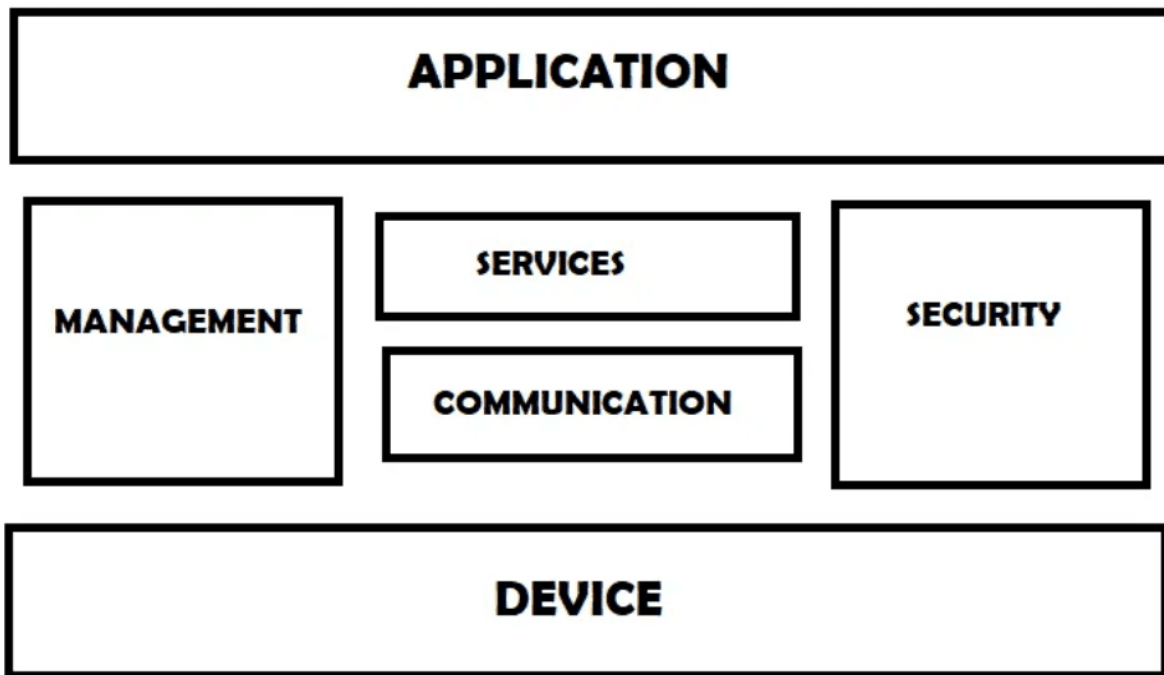 APPLICATION
MANAGEMENT
SERVICES
COMMUNICATION
SECURITY
DEVICE